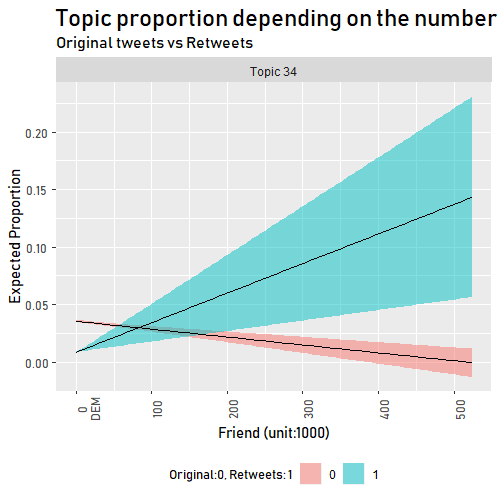 Topic proportion depending on the number
Original tweets vs Retweets
Topic 34
0.20
0.15
0.10
0.05
0.00
Expected Proportion
0
DEM
100
200
300
400
500
Friend (unit:1000)
Original:0, Retweets:1 0 1